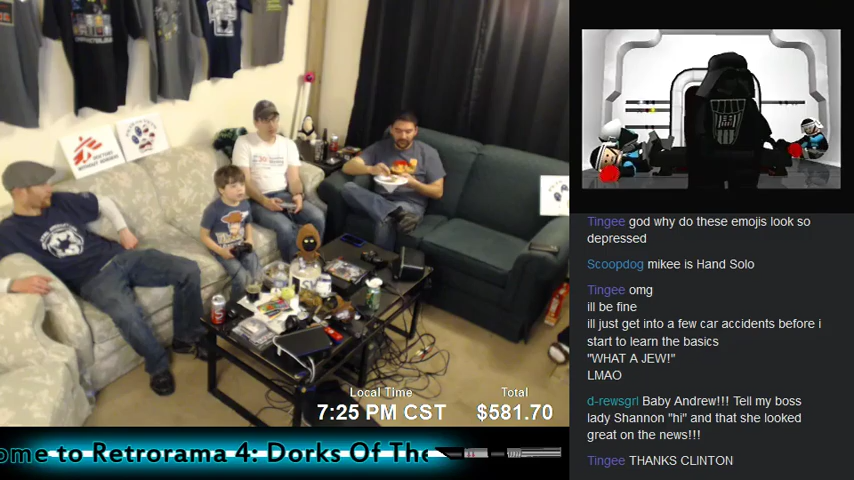 DOCTORS
WITHOUT BORDERS
Local Time
Total
7:25 PM CST
$581.70
ome to Retrorama 4: Dorks Of The
Tingee god why do these emojis look so
depressed
Scoopdog mikee is Hand Solo
Tingee omg
ill be fine
ill just get into a few car accidents before i
start to learn the basics
"WHAT A JEW!"
LMAO
d-rewsgrl Baby Andrew!!! Tell my boss
lady Shannon "hi" and that she looked
great on the news!!!
Tingee THANKS CLINTON